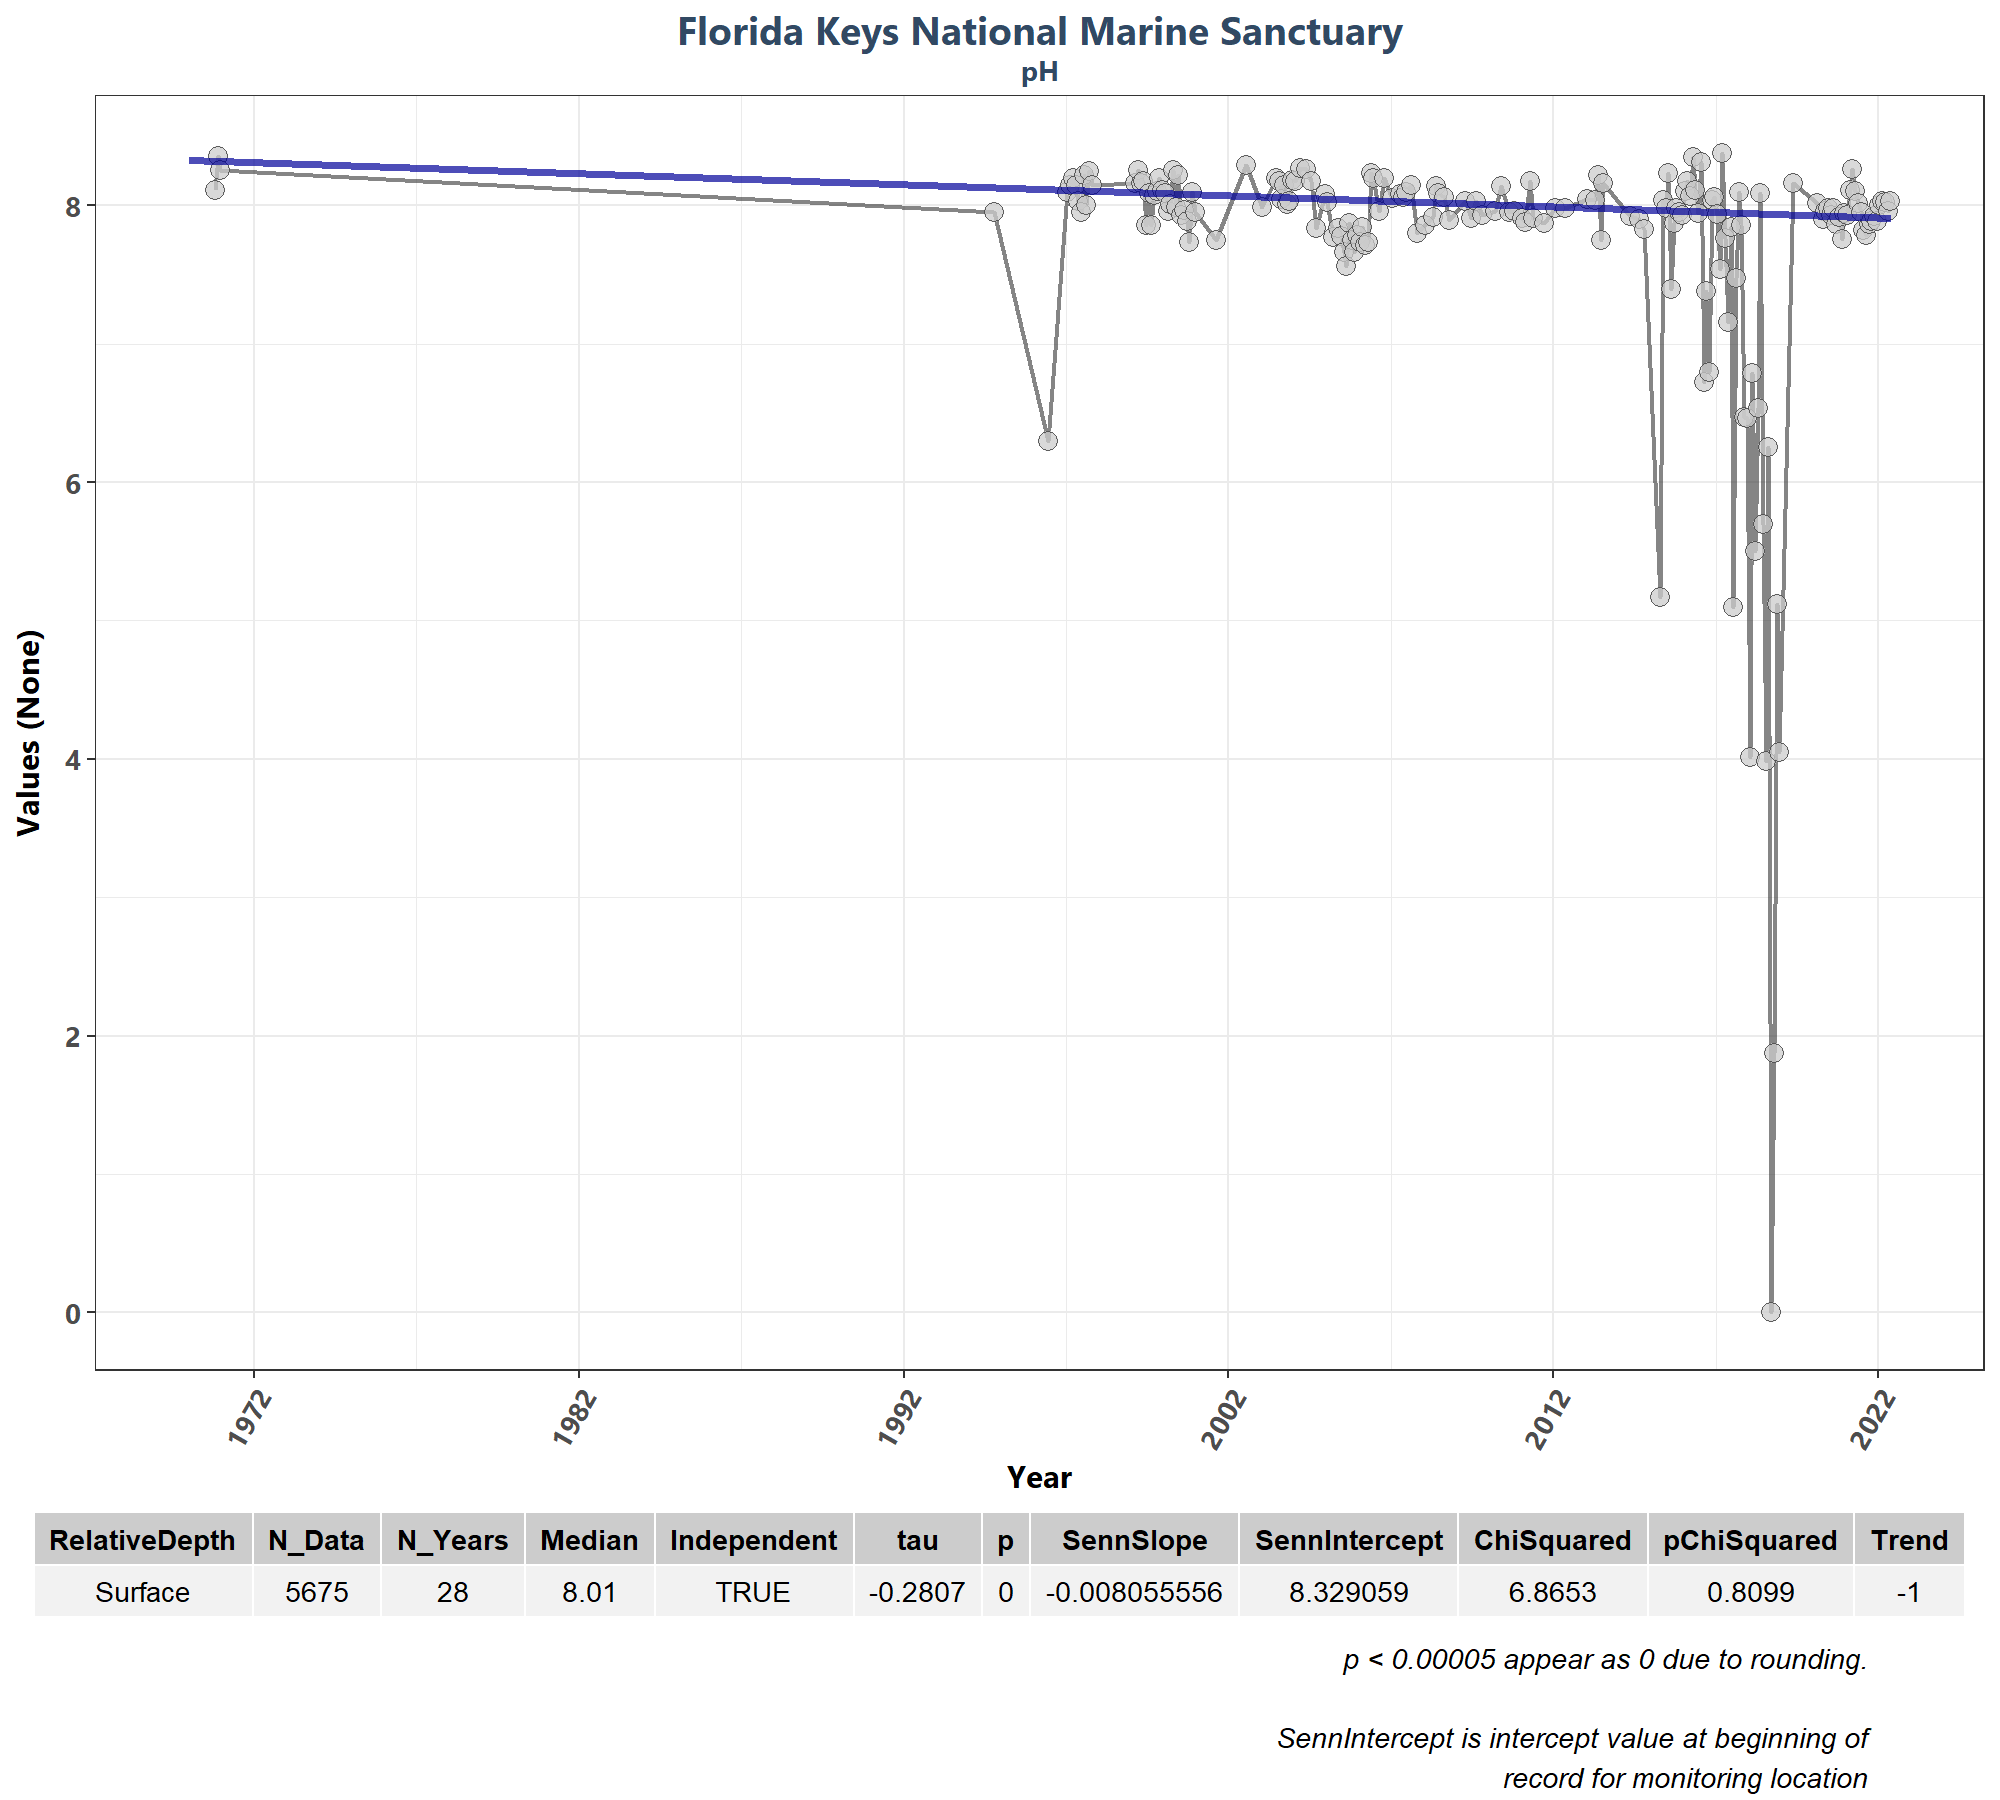 Florida Keys National Marine Sanctuary
pH
8
6
4
2
0
Values (None)
1972 1982 1992 2002 2012 2022
Year
RelativeDepth N_Data N_Years Median Independent tau p SennSlope SennIntercept ChiSquared pChiSquared Trend
Surface 5675 28 8.01 TRUE -0.2807 0 -0.008055556 8.329059 6.8653 0.8099 -1
p < 0.00005 appear as 0 due to rounding.
SennIntercept is intercept value at beginning of
record for monitoring location